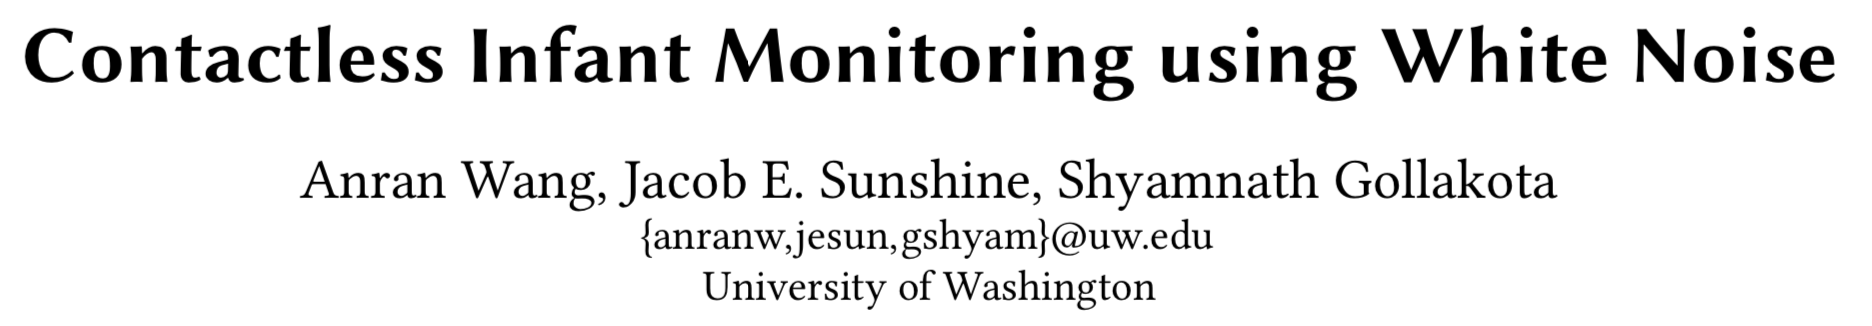 Contactless Infant Monitoring using White Noise
Anran Wang, Jacob E. Sunshine, Shyamnath Gollakota
{anranw,jesun,gshyam}@uw.edu
University of Washington